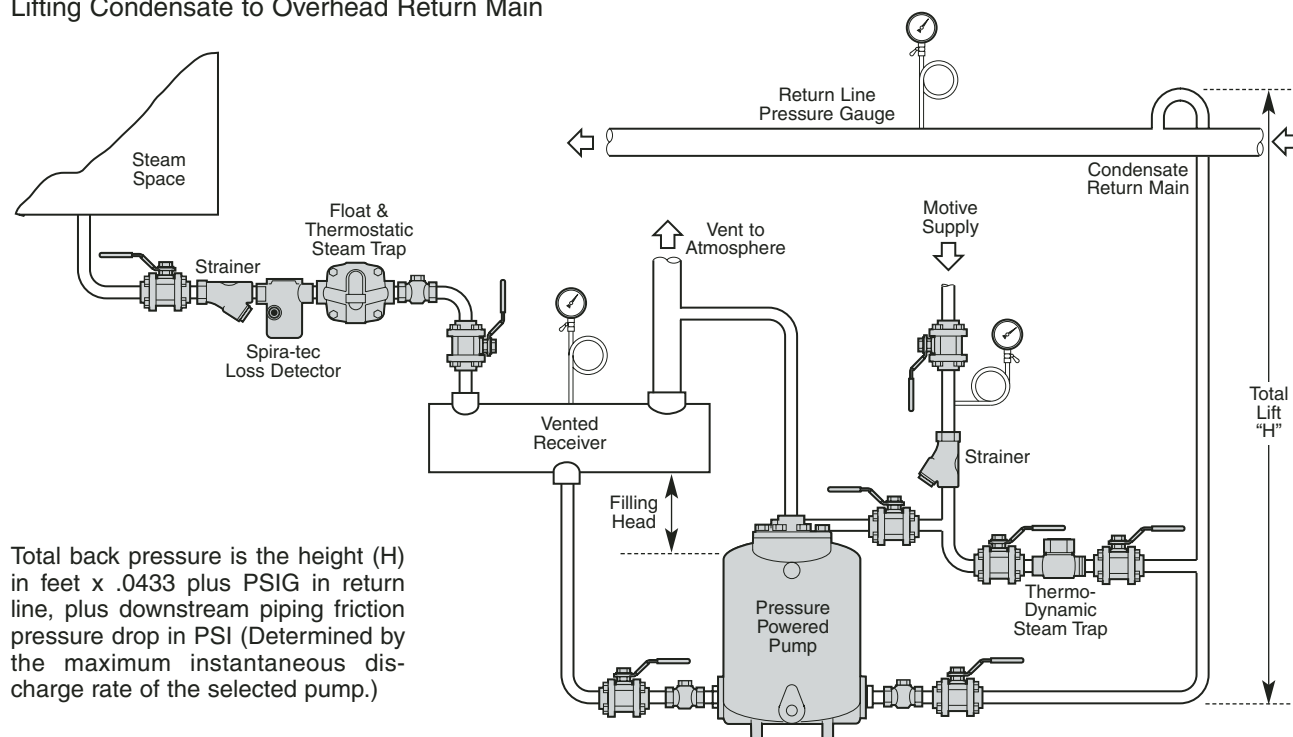 Lifting Condensate to Overhead Return Main
Return Line
Pressure Gauge
Steam
Space
Condensate
Return Main
Float &
Thermostatic
Steam Trap
Motive
Supply
Vent to
Atmosphere
Strainer
Spira-tec
Loss Detector
Total
Lift
“H”
Vented
Receiver
Strainer
Filling
Head
Total back pressure is the height (H)
in feet x .0433 plus PSIG in return
line, plus downstream piping friction
pressure drop in PSI (Determined by
the maximum instantaneous dis-
charge rate of the selected pump.)
Thermo-
Dynamic
Steam Trap
Pressure
Powered
Pump